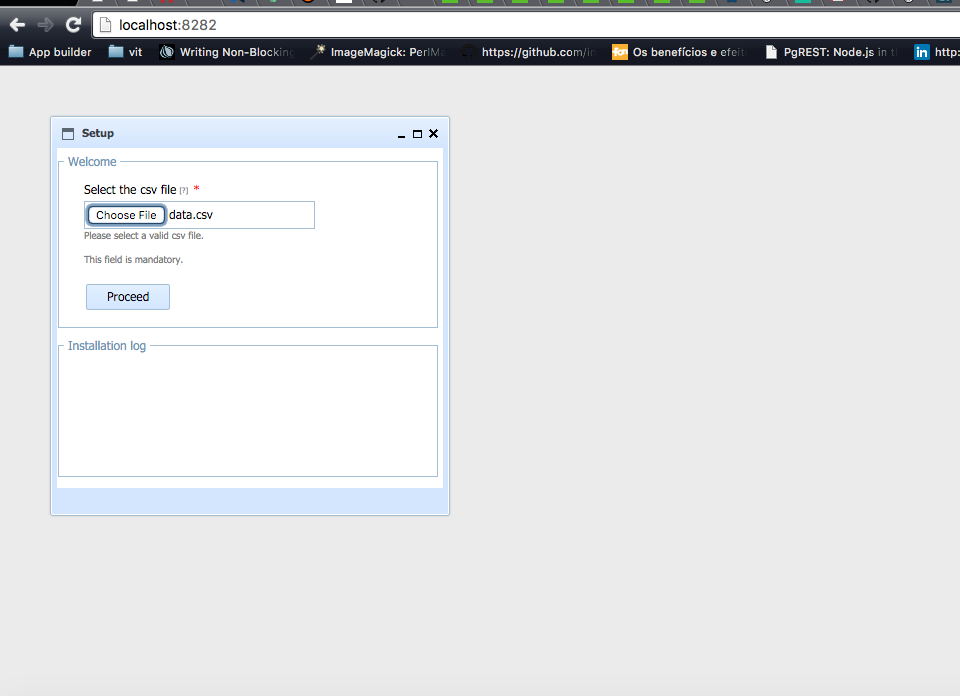 localhost:8282
App builder vit Writing Non-Blocking ImageMagick: PerlMa https://github.com/in Os benefícios e efeit PgREST: Node.js in t in http:
Setup
Welcome
Select the csv file [?] *
Choose File data.csv
Please select a valid csv file.
This field is mandatory.
Proceed
Installation log